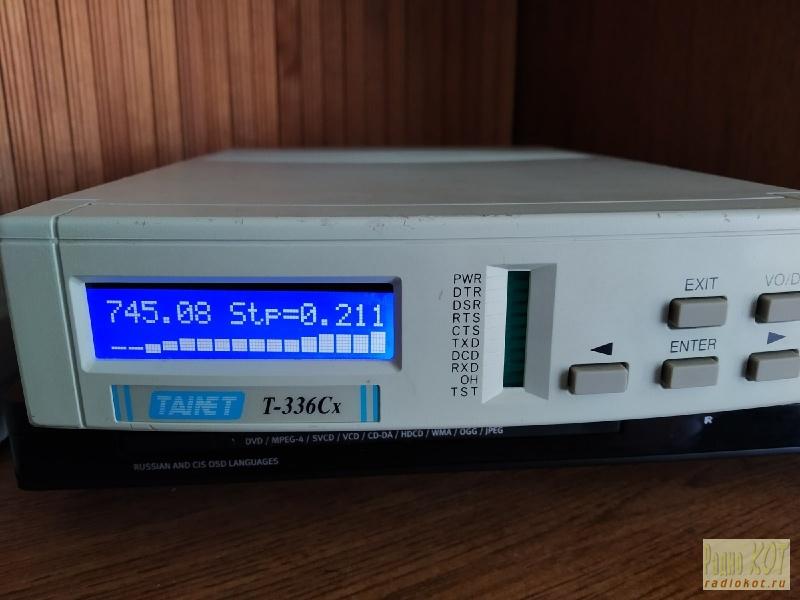 745.08 Stp=0.211
TAINET T-336Cx
PWR
DTR
DSR
RTS
CTS
TXD
DCD
RXD
OH
TST
EXIT
VO/D
ENTER
DVD / MPEG-4 / SVCD / VCD / CD-DA / HDCD / WMA / OGG / JPEG
RUSSIAN AND CIS OSD LANGUAGES
Радио КОТ
radiokot.ru